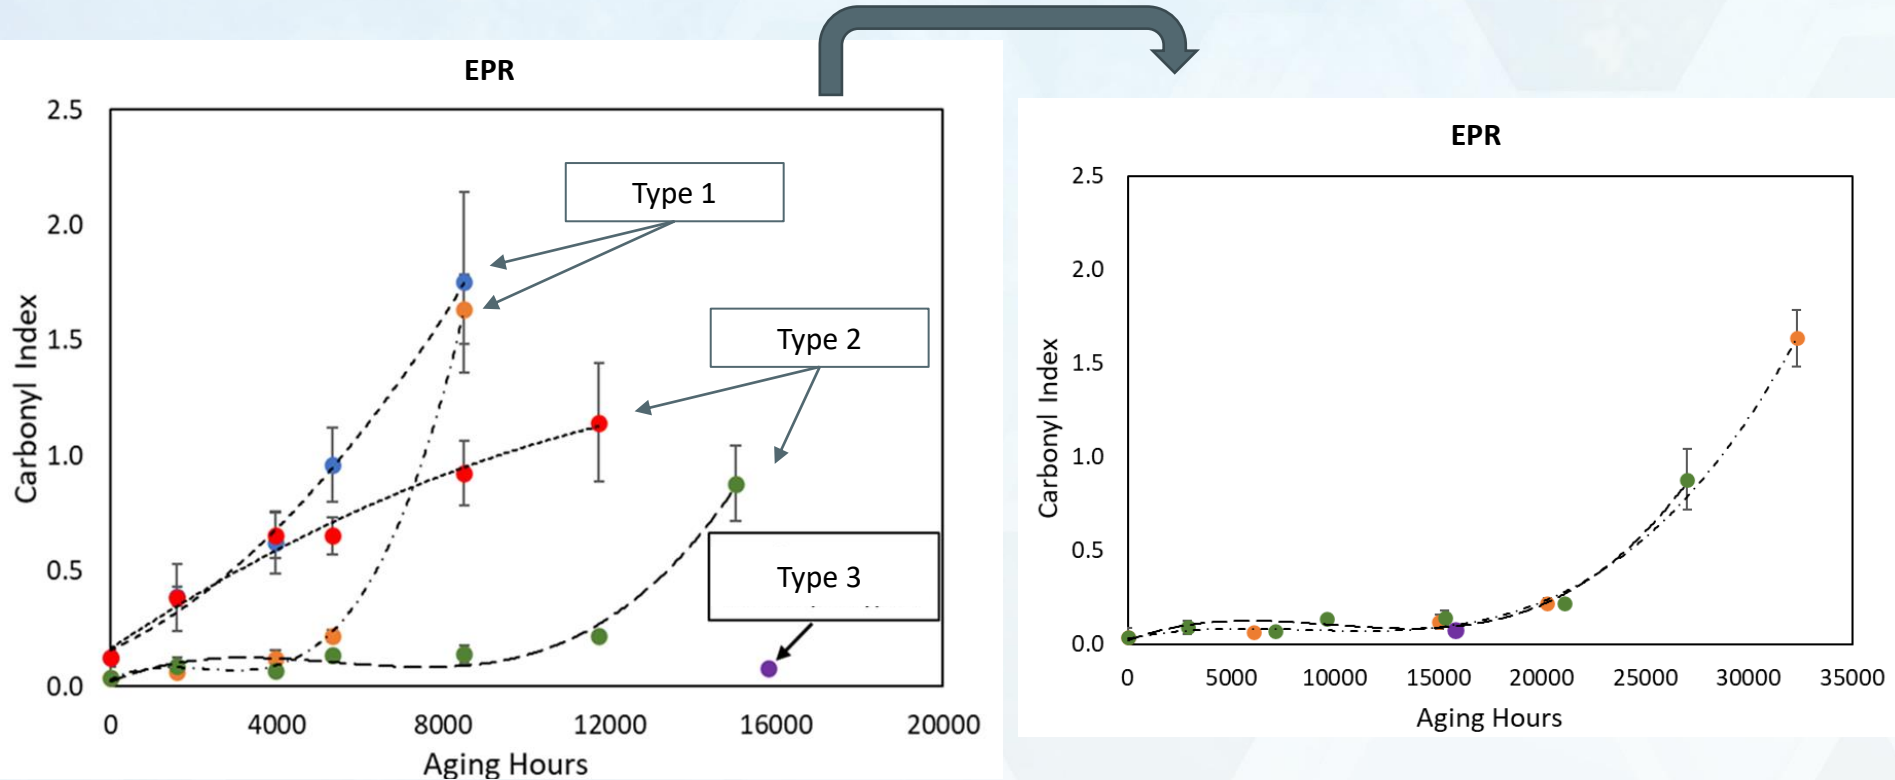 EPR
2.5
2.0
1.5
1.0
0.5
0.0
Carbonyl Index
0 4000 8000 12000 16000 20000
Aging Hours
Type 1
Type 2
Type 3
EPR
2.5
2.0
1.5
1.0
0.5
0.0
Carbonyl Index
0 5000 10000 15000 20000 25000 30000 35000
Aging Hours